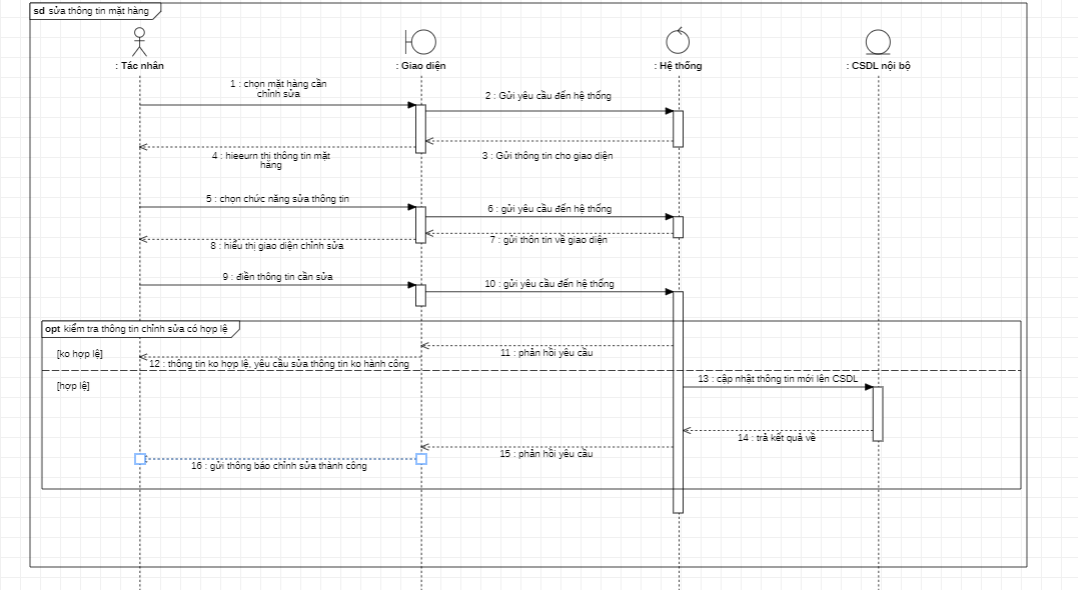 sd sửa thông tin mặt hàng
: Tác nhân
: Giao diện
: Hệ thống
: CSDL nội bộ
1 : chọn mặt hàng cần
chỉnh sửa
2 : Gửi yêu cầu đến hệ thống
3 : Gửi thông tin cho giao diện
4 : hieeurn thị thông tin mặt
hàng
5 : chọn chức năng sửa thông tin
6 : gửi yêu cầu đến hệ thống
7 : gửi thôn tin về giao diện
8 : hiểu thị giao diện chỉnh sửa
9 : điền thông tin cần sửa
10 : gửi yêu cầu đến hệ thống
opt kiểm tra thông tin chỉnh sửa có hợp lệ
[ko hợp lệ]
11 : phản hồi yêu cầu
12 : thông tin ko hợp lệ, yêu cầu sửa thông tin ko hành công
[hợp lệ]
13 : cập nhật thông tin mới lên CSDL
14 : trả kết quả về
15 : phản hồi yêu cầu
16 : gửi thông báo chỉnh sửa thành công